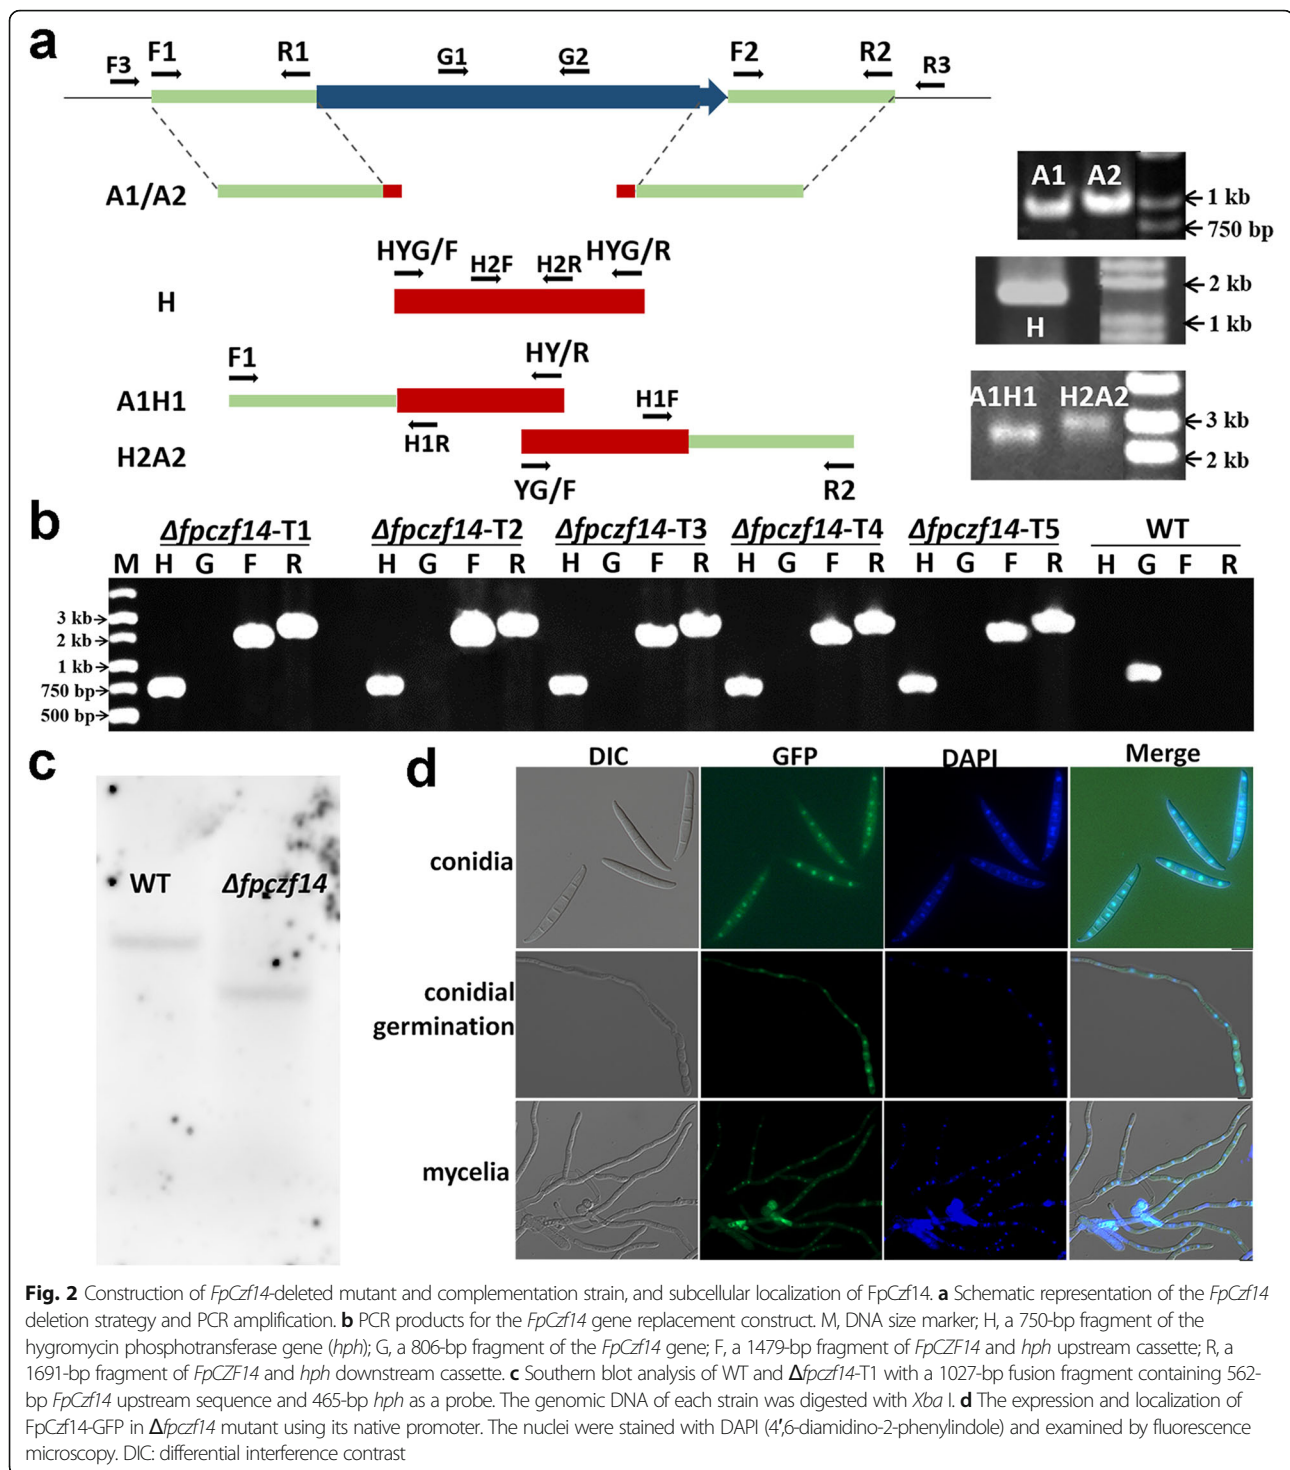 a
F3 F1 R1 G1 G2 F2 R2 R3
A1/A2
HYG/F H2F H2R HYG/R
H
F1 HY/R
A1H1
H1R H1F
H2A2
YG/F R2
A1 A2
1 kb
750 bp
2 kb
H 1 kb
A1H1 H2A2
3 kb
2 kb
b
Δfpczf14-T1 Δfpczf14-T2 Δfpczf14-T3 Δfpczf14-T4 Δfpczf14-T5 WT
M H G F R H G F R H G F R H G F R H G F R H G F R
3 kb
2 kb
1 kb
750 bp
500 bp
c
WT Δfpczf14
d
DIC GFP DAPI Merge
conidia
conidial
germination
mycelia
Fig. 2 Construction of FpCzf14-deleted mutant and complementation strain, and subcellular localization of FpCzf14. a Schematic representation of the FpCzf14
deletion strategy and PCR amplification. b PCR products for the FpCzf14 gene replacement construct. M, DNA size marker; H, a 750-bp fragment of the
hygromycin phosphotransferase gene (hph); G, a 806-bp fragment of the FpCzf14 gene; F, a 1479-bp fragment of FpCZF14 and hph upstream cassette; R, a
1691-bp fragment of FpCZF14 and hph downstream cassette. c Southern blot analysis of WT and Δfpczf14-T1 with a 1027-bp fusion fragment containing 562-
bp FpCzf14 upstream sequence and 465-bp hph as a probe. The genomic DNA of each strain was digested with Xba I. d The expression and localization of
FpCzf14-GFP in Δfpczf14 mutant using its native promoter. The nuclei were stained with DAPI (4′,6-diamidino-2-phenylindole) and examined by fluorescence
microscopy. DIC: differential interference contrast